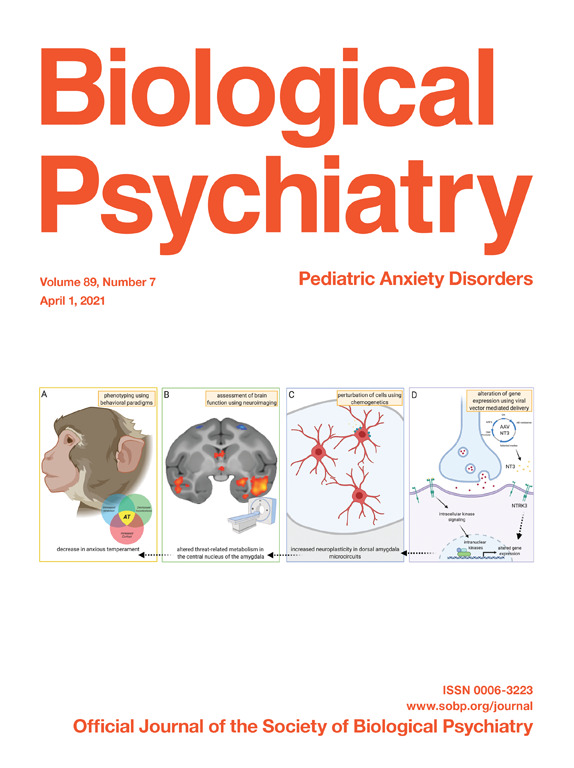 Biological
Psychiatry
Volume 89, Number 7
April 1, 2021
Pediatric Anxiety Disorders
A
phenotyping using
behavioral paradigms
AT
decrease in anxious temperament
B
assessment of brain
function using neuroimaging
altered threat-related metabolism in
the central nucleus of the amygdala
C
perturbation of cells using
chemogenetics
increased neuroplasticity in dorsal amygdala
microcircuits
D
alteration of gene
expression using viral
vector mediated delivery
AAV
NT3
NT3
NTRK3
intracellular kinase
signaling
intranuclear
kinases
altered gene
expression
ISSN 0006-3223
www.sobp.org/journal
Official Journal of the Society of Biological Psychiatry